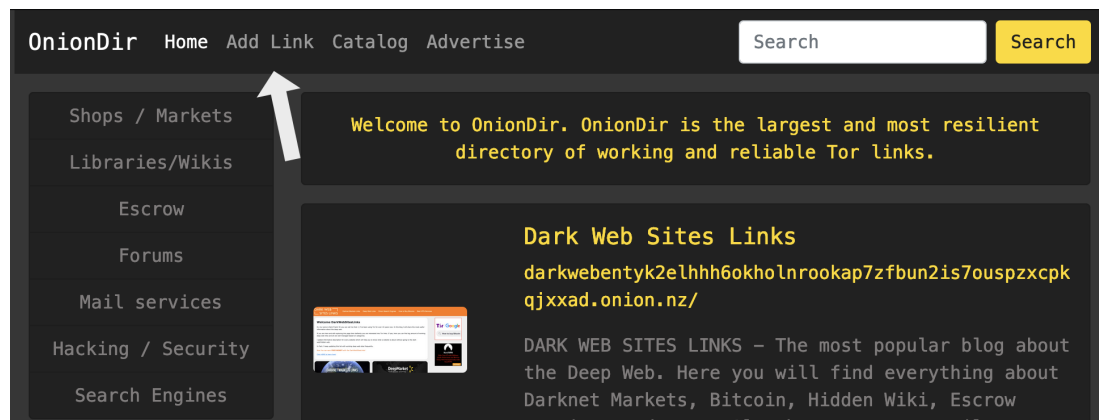 OnionDir Home Add Link Catalog Advertise Search Search
Shops / Markets
Libraries/Wikis
Escrow
Forums
Mail services
Hacking / Security
Search Engines
Welcome to OnionDir. OnionDir is the largest and most resilient
directory of working and reliable Tor links.
Dark Web Sites Links
darkwebentyk2elhhh6okholnrookap7zfbun2is7ouspzxcpk
qjxxad.onion.nz/
DARK WEB SITES LINKS – The most popular blog about
the Deep Web. Here you will find everything about
Darknet Markets, Bitcoin, Hidden Wiki, Escrow